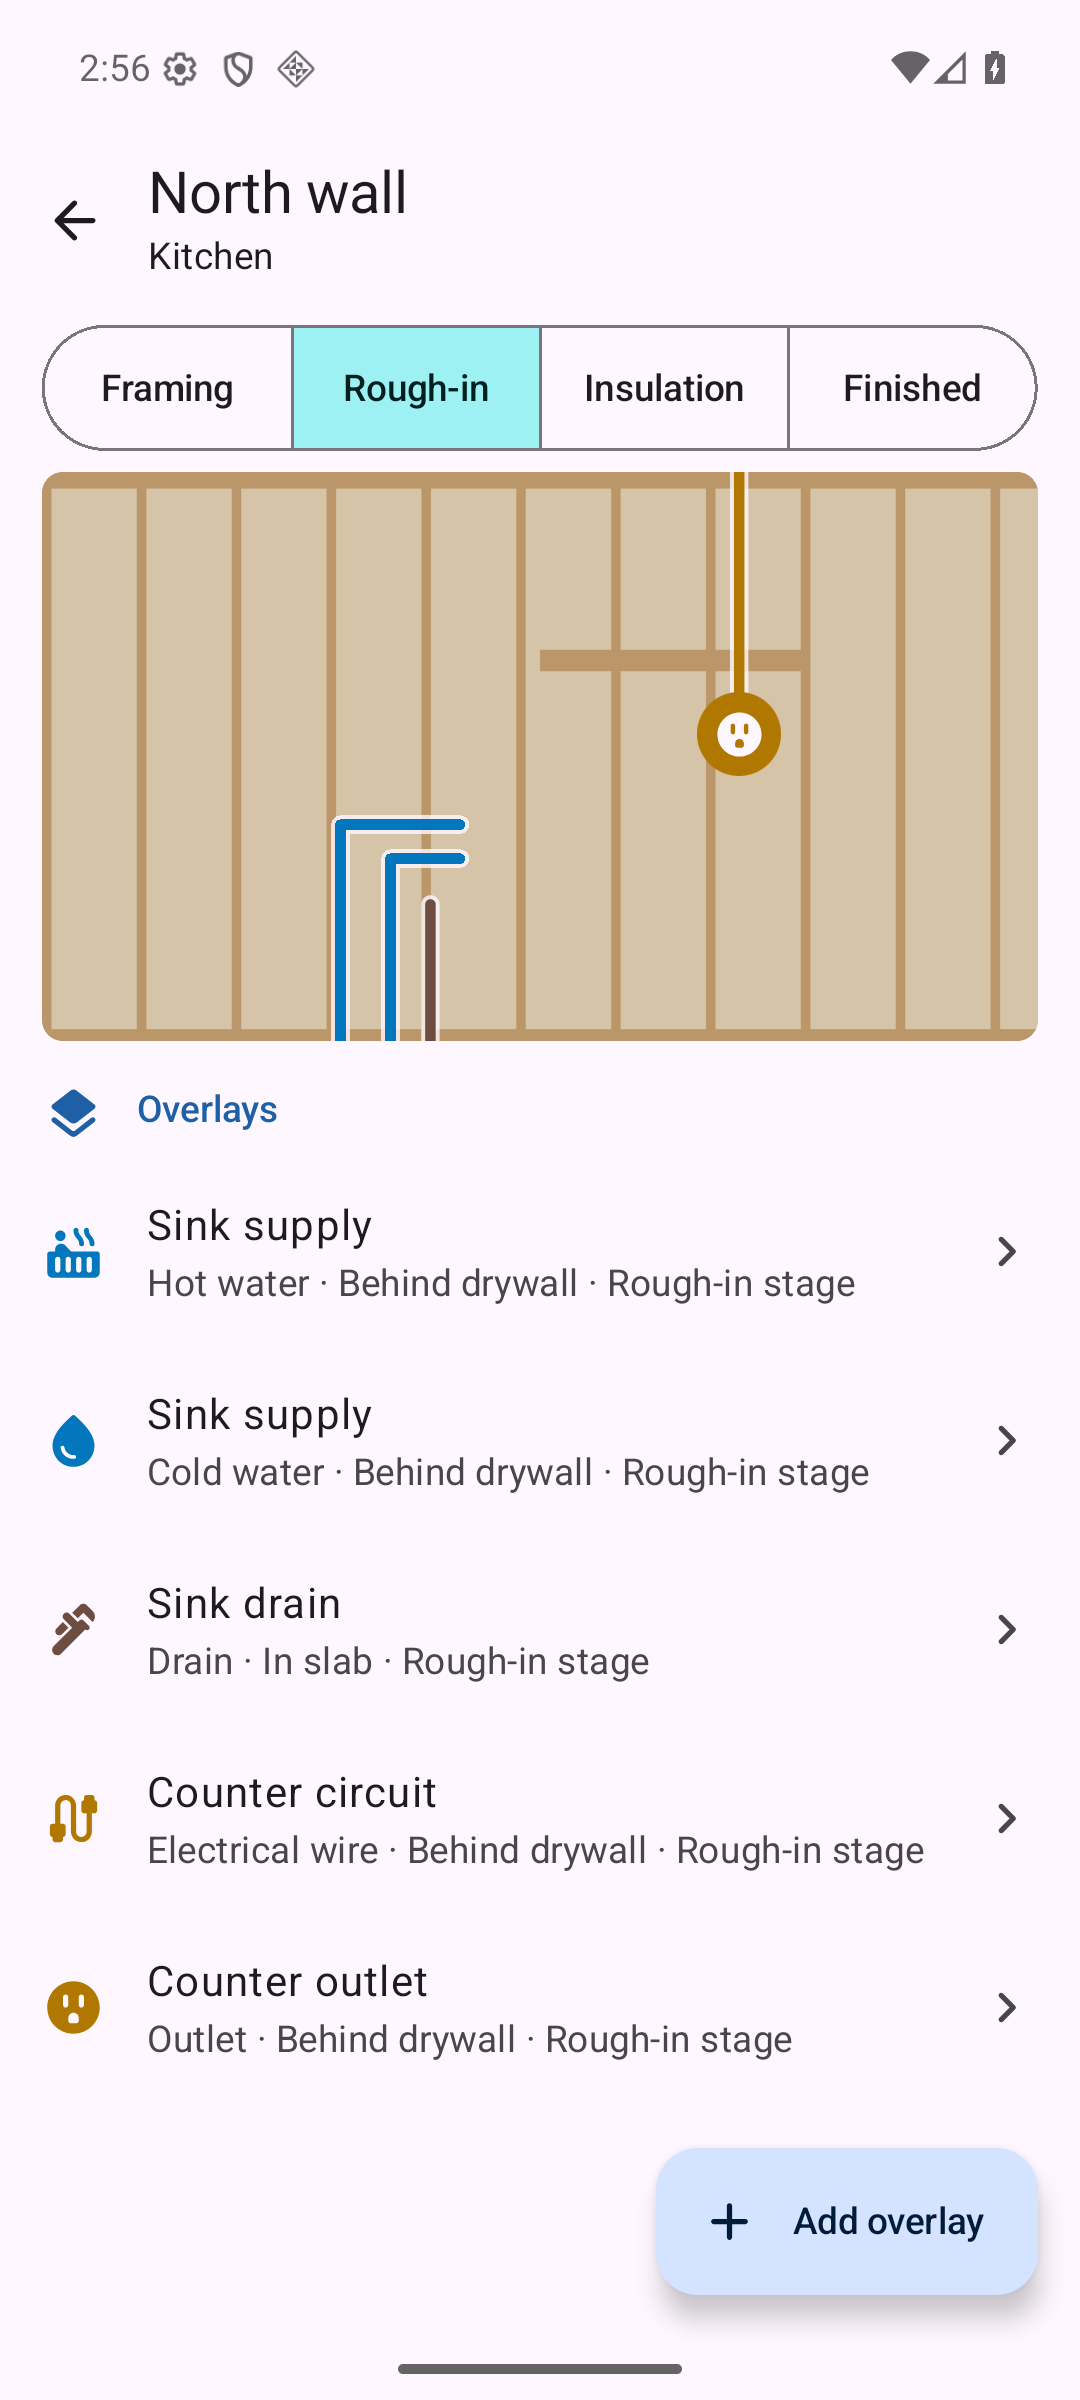 2:56
North wall
Kitchen
Framing
Rough-in
Insulation
Finished
Overlays
Sink supply
Hot water · Behind drywall · Rough-in stage
Sink supply
Cold water · Behind drywall · Rough-in stage
Sink drain
Drain · In slab · Rough-in stage
Counter circuit
Electrical wire · Behind drywall · Rough-in stage
Counter outlet
Outlet · Behind drywall · Rough-in stage
Add overlay